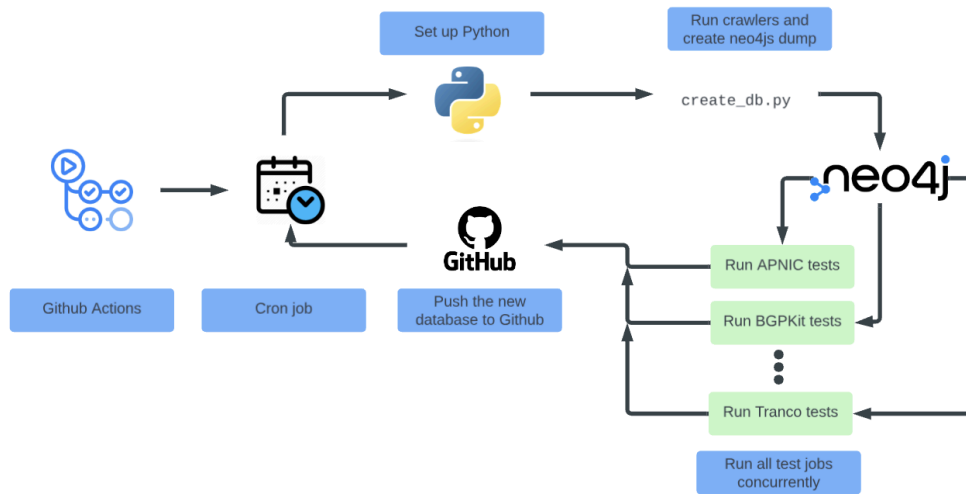 Set up Python
Run crawlers and
create neo4js dump
create_db.py
neo4j
GitHub
Run APNIC tests
Github Actions
Cron job
Push the new
database to Github
Run BGPKit tests
Run Tranco tests
Run all test jobs
concurrently